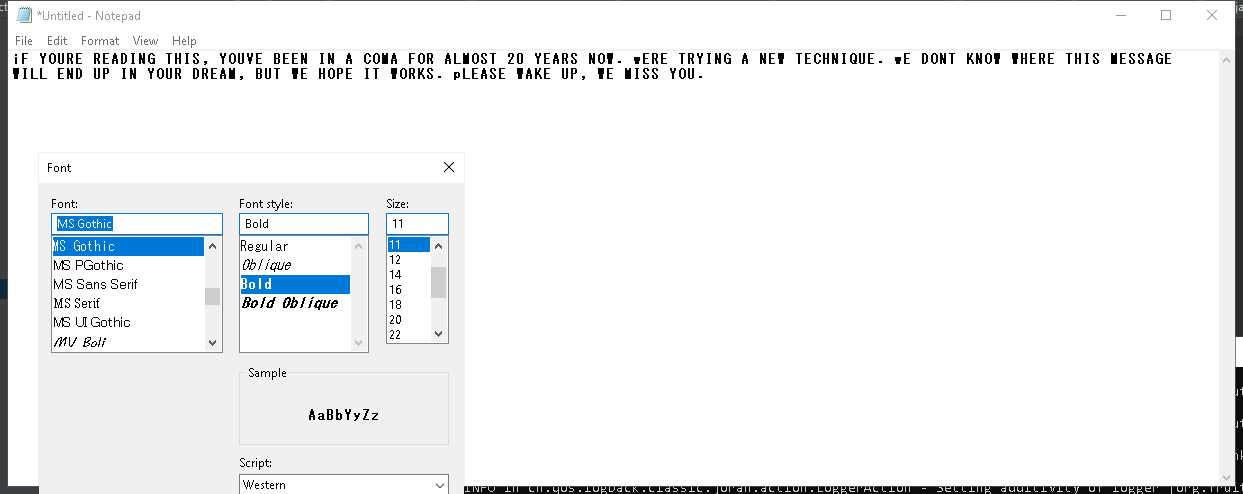 *Untitled - Notepad
File Edit Format View Help
iF YOURE READING THIS, YOUVE BEEN IN A COMA FOR ALMOST 20 YEARS NOW. wERE TRYING A NEW TECHNIQUE. wE DONT KNOW WHERE THIS MESSAGE
WILL END UP IN YOUR DREAM, BUT WE HOPE IT WORKS. pLEASE WAKE UP, WE MISS YOU.
Font
Font: Font style: Size:
MS Gothic Bold 11
MS Gothic Regular 11
MS PGothic Oblique 12
MS Sans Serif Bold 14
MS Serif Bold Oblique 16
MS UI Gothic 18
MV Boli 20
22
Sample
AaBbYyZz
Script:
Western
INFO in ch.qos.logback.classic.joran.action.LoggerAction - Setting additivity of logger